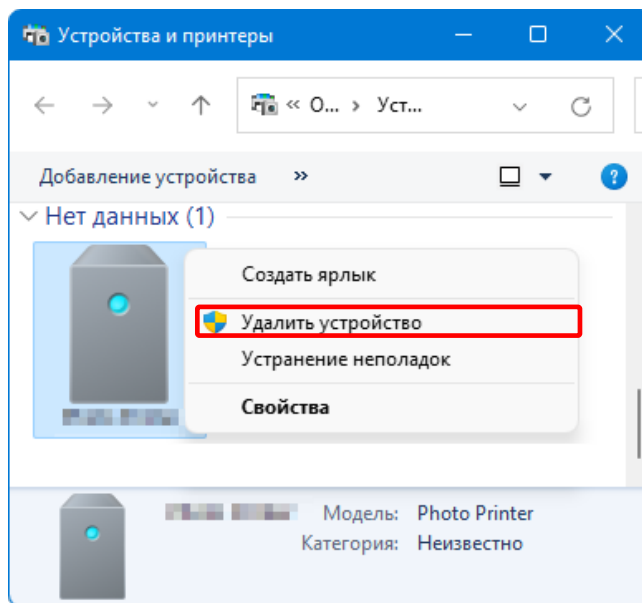 Устройства и принтеры
« О... › Уст...
Добавление устройства »
Нет данных (1)
Создать ярлык
Удалить устройство
Устранение неполадок
Свойства
Модель: Photo Printer
Категория: Неизвестно